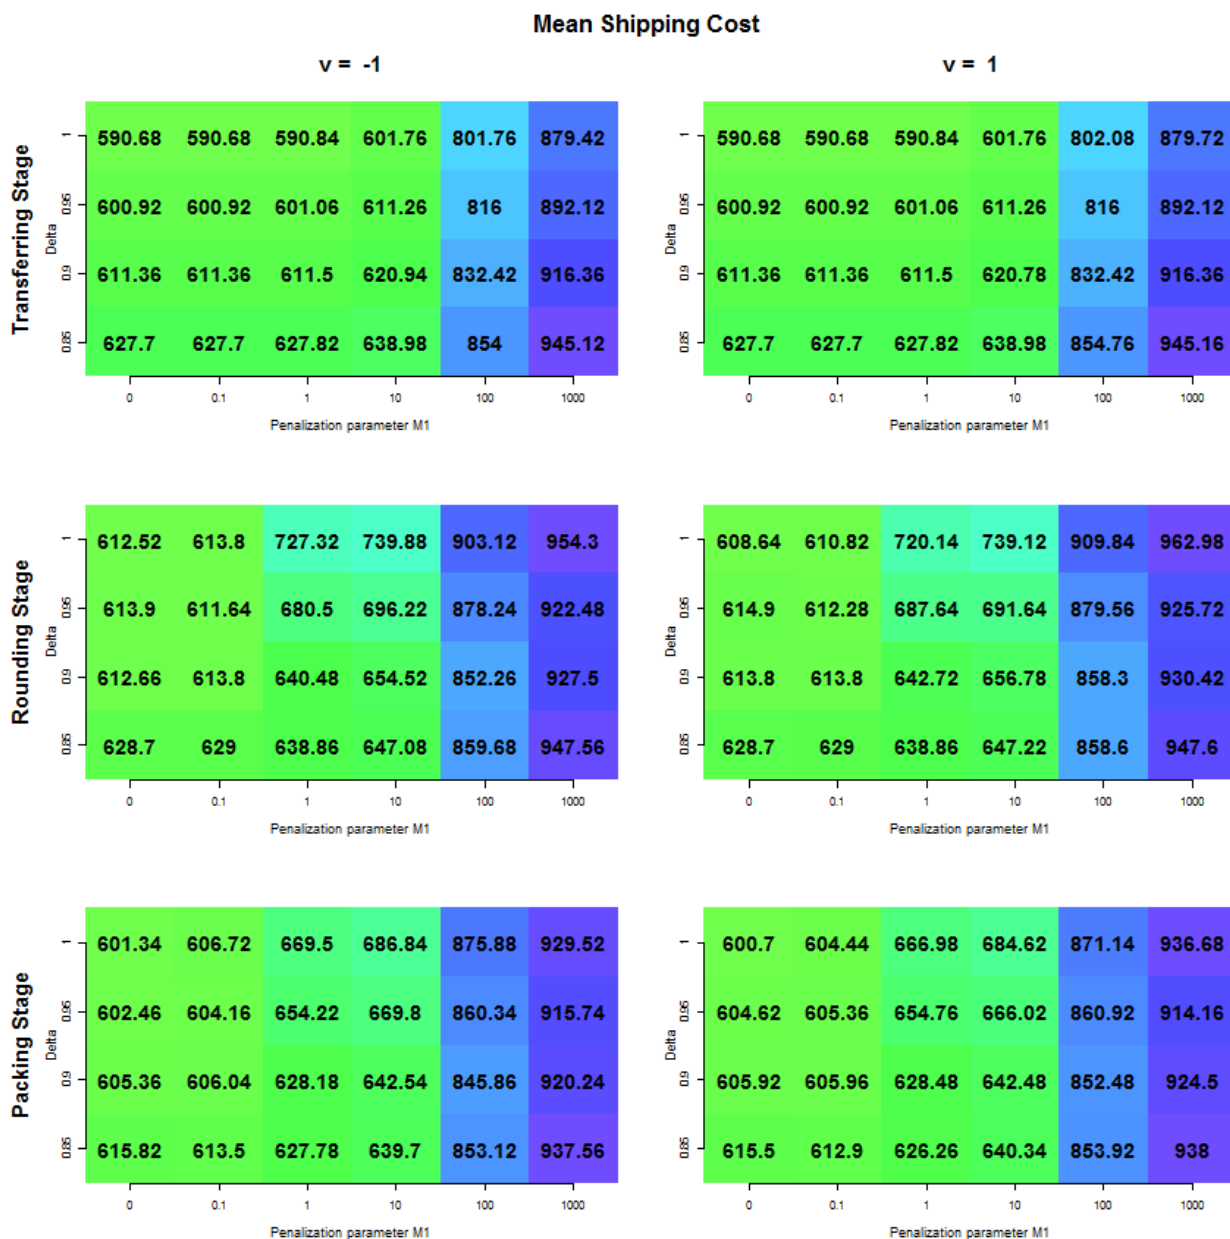 Mean Shipping Cost
v = -1
v = 1
Transferring Stage
Delta
1 590.68 590.68 590.84 601.76 801.76 879.42
0.95 600.92 600.92 601.06 611.26 816 892.12
0.9 611.36 611.36 611.5 620.94 832.42 916.36
0.85 627.7 627.7 627.82 638.98 854 945.12
0 0.1 1 10 100 1000
Penalization parameter M1
Delta
1 590.68 590.68 590.84 601.76 802.08 879.72
0.95 600.92 600.92 601.06 611.26 816 892.12
0.9 611.36 611.36 611.5 620.78 832.42 916.36
0.85 627.7 627.7 627.82 638.98 854.76 945.16
0 0.1 1 10 100 1000
Penalization parameter M1
Rounding Stage
Delta
1 612.52 613.8 727.32 739.88 903.12 954.3
0.95 613.9 611.64 680.5 696.22 878.24 922.48
0.9 612.66 613.8 640.48 654.52 852.26 927.5
0.85 628.7 629 638.86 647.08 859.68 947.56
0 0.1 1 10 100 1000
Penalization parameter M1
Delta
1 608.64 610.82 720.14 739.12 909.84 962.98
0.95 614.9 612.28 687.64 691.64 879.56 925.72
0.9 613.8 613.8 642.72 656.78 858.3 930.42
0.85 628.7 629 638.86 647.22 858.6 947.6
0 0.1 1 10 100 1000
Penalization parameter M1
Packing Stage
Delta
1 601.34 606.72 669.5 686.84 875.88 929.52
0.95 602.46 604.16 654.22 669.8 860.34 915.74
0.9 605.36 606.04 628.18 642.54 845.86 920.24
0.85 615.82 613.5 627.78 639.7 853.12 937.56
0 0.1 1 10 100 1000
Penalization parameter M1
Delta
1 600.7 604.44 666.98 684.62 871.14 936.68
0.95 604.62 605.36 654.76 666.02 860.92 914.16
0.9 605.92 605.96 628.48 642.48 852.48 924.5
0.85 615.5 612.9 626.26 640.34 853.92 938
0 0.1 1 10 100 1000
Penalization parameter M1